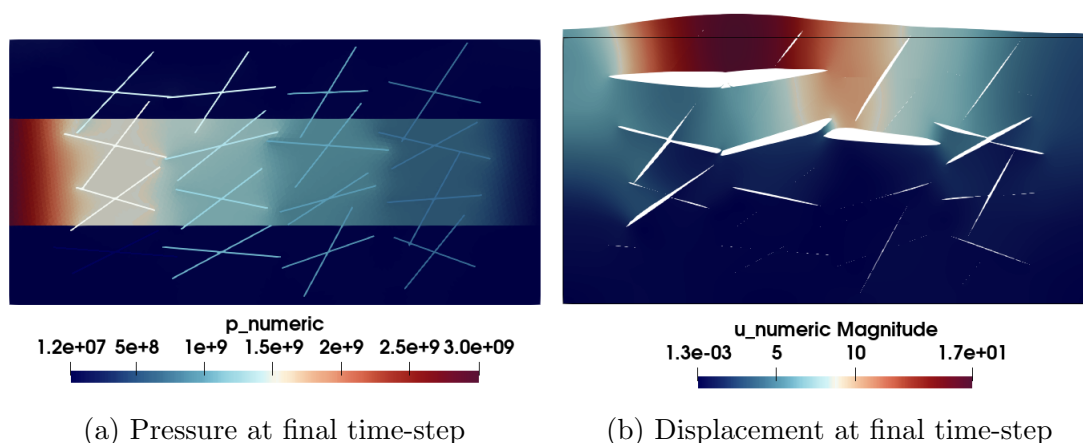 p_numeric
1.2e+07 5e+8 1e+9 1.5e+9 2e+9 2.5e+9 3.0e+09
(a) Pressure at final time-step
u_numeric Magnitude
1.3e-03 5 10 1.7e+01
(b) Displacement at final time-step